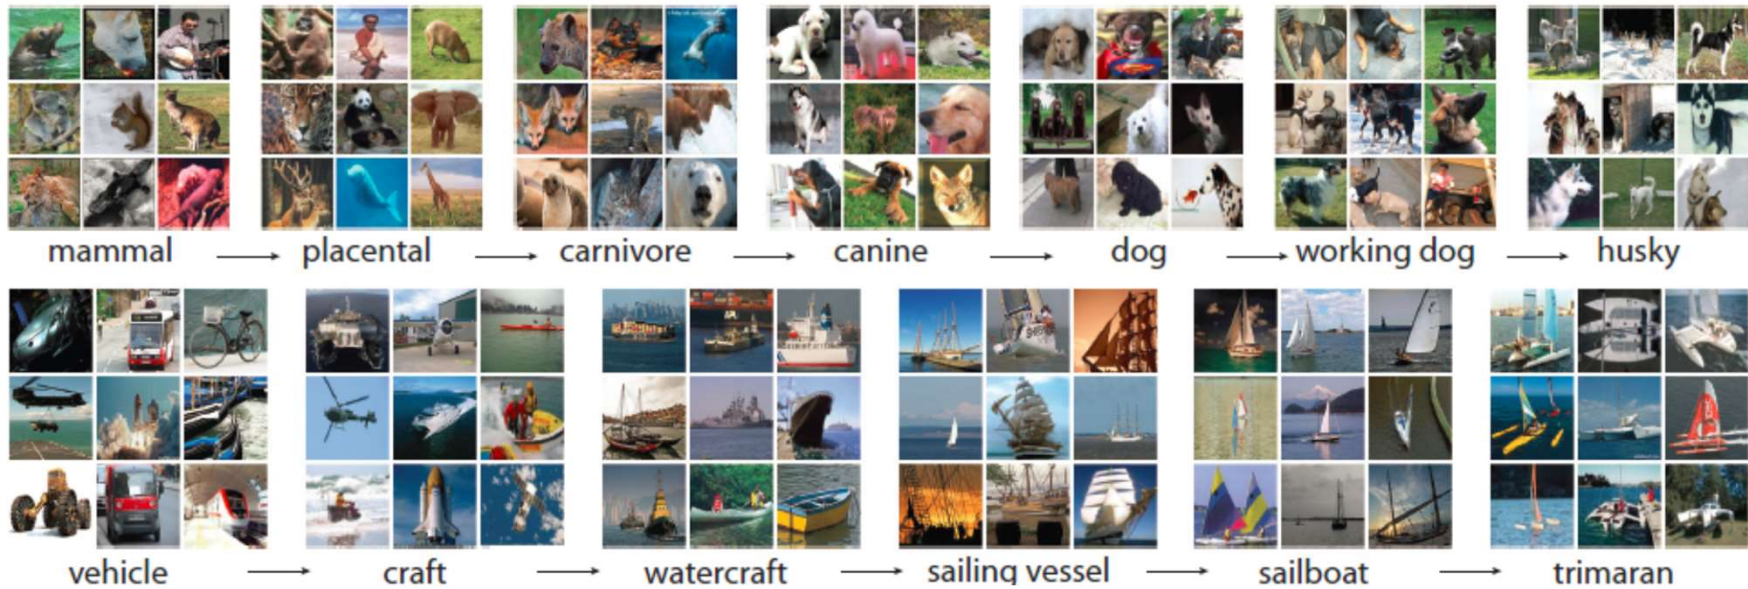 mammal → placental → carnivore → canine → dog → working dog → husky
vehicle → craft → watercraft → sailing vessel → sailboat → trimaran